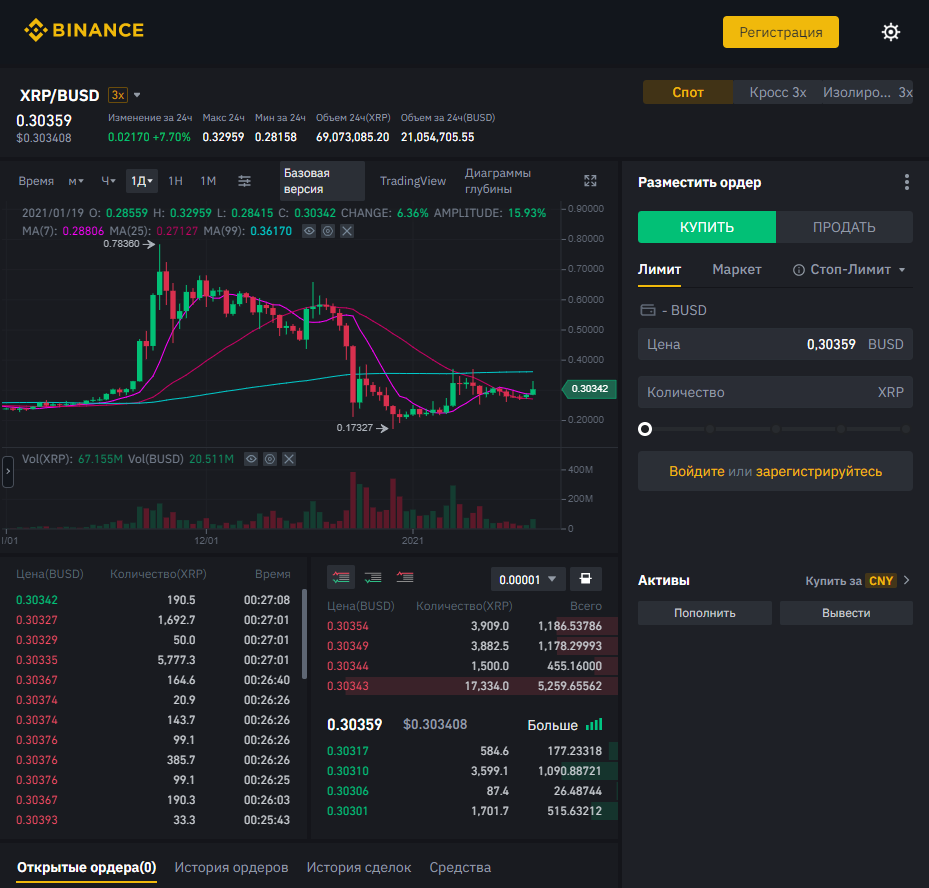 BINANCE
Регистрация
XRP/BUSD 3x
0.30359
$0.303408
Изменение за 24ч
0.02170 +7.70%
Макс 24ч
0.32959
Мин за 24ч
0.28158
Объем 24ч(XRP)
69,073,085.20
Объем за 24ч(BUSD)
21,054,705.55
Спот Кросс 3x Изолиро... 3x
Время м Ч 1Д 1Н 1М
Базовая
версия
TradingView
Диаграммы
глубины
2021/01/19 O: 0.28559 H: 0.32959 L: 0.28415 C: 0.30342 CHANGE: 6.36% AMPLITUDE: 15.93%
MA(7): 0.28806 MA(25): 0.27127 MA(99): 0.36170
0.90000
0.80000
0.70000
0.60000
0.50000
0.40000
0.30342
0.20000
0.78360
0.17327
Vol(XRP): 67.155M Vol(BUSD) 20.511M
400M
200M
0
/01 12/01 2021
Цена(BUSD) Количество(XRP) Время
0.30342 190.5 00:27:08
0.30327 1,692.7 00:27:01
0.30329 50.0 00:27:01
0.30335 5,777.3 00:27:01
0.30367 164.6 00:26:40
0.30374 20.9 00:26:26
0.30374 143.7 00:26:26
0.30376 99.1 00:26:26
0.30376 385.7 00:26:26
0.30376 99.1 00:26:25
0.30367 190.3 00:26:03
0.30393 33.3 00:25:43
0.00001
Цена(BUSD) Количество(XRP) Всего
0.30354 3,909.0 1,186.53786
0.30349 3,882.5 1,178.29993
0.30344 1,500.0 455.16000
0.30343 17,334.0 5,259.65562
0.30359 $0.303408 Больше
0.30317 584.6 177.23318
0.30310 3,599.1 1,090.88721
0.30306 87.4 26.48744
0.30301 1,701.7 515.63212
Разместить ордер
КУПИТЬ ПРОДАТЬ
Лимит Маркет Стоп-Лимит
- BUSD
Цена 0,30359 BUSD
Количество XRP
Войдите или зарегистрируйтесь
Активы Купить за CNY
Пополнить Вывести
Открытые ордера(0) История ордеров История сделок Средства